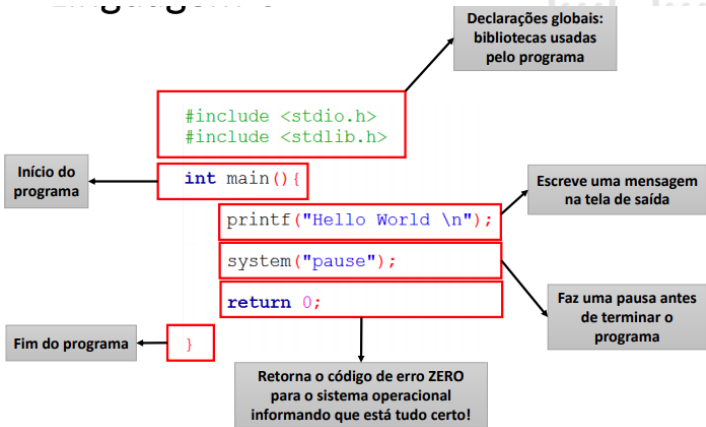 Declarações globais:
bibliotecas usadas
pelo programa
#include <stdio.h>
#include <stdlib.h>
Início do
programa
int main(){
Escreve uma mensagem
na tela de saída
printf("Hello World \n");
system("pause");
return 0;
Faz uma pausa antes
de terminar o
programa
Fim do programa
}
Retorna o código de erro ZERO
para o sistema operacional
informando que está tudo certo!